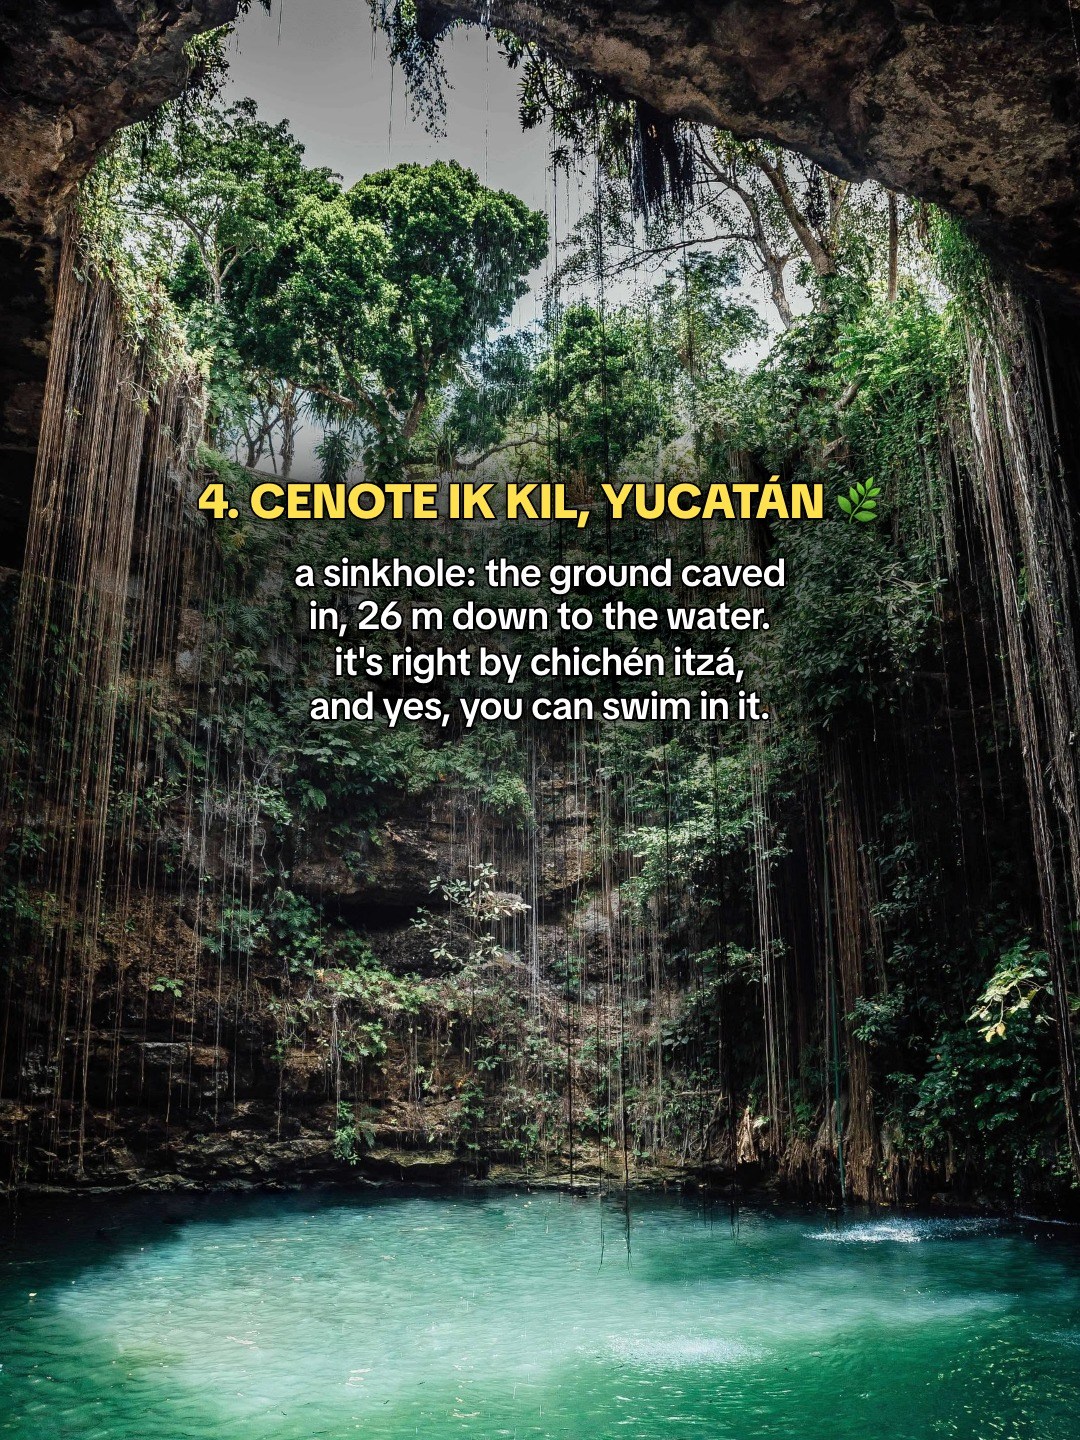 4. CENOTE IK KIL, YUCATÁN 🌿
a sinkhole: the ground caved
in, 26 m down to the water.
it's right by chichén itzá,
and yes, you can swim in it.